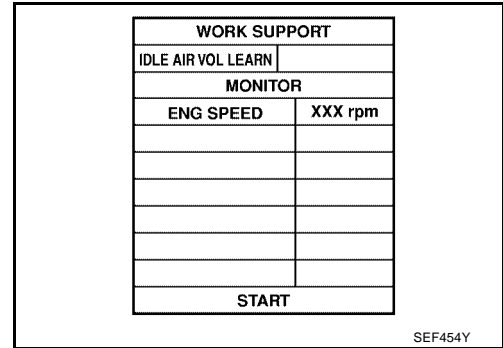 WORK SUPPORT
IDLE AIR VOL LEARN
MONITOR
ENG SPEED XXX rpm
START
SEF454Y